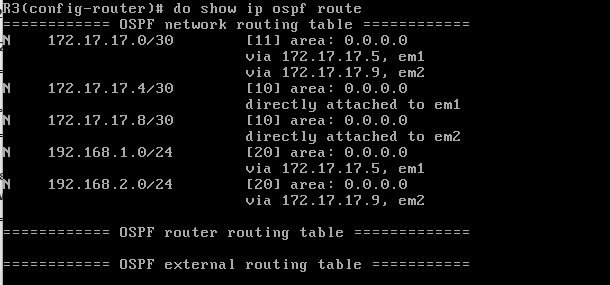 R3(config-router)# do show ip ospf route
============ OSPF network routing table ============
N    172.17.17.0/30        [11] area: 0.0.0.0
                           via 172.17.17.5, em1
                           via 172.17.17.9, em2
N    172.17.17.4/30        [10] area: 0.0.0.0
                           directly attached to em1
N    172.17.17.8/30        [10] area: 0.0.0.0
                           directly attached to em2
N    192.168.1.0/24        [20] area: 0.0.0.0
                           via 172.17.17.5, em1
N    192.168.2.0/24        [20] area: 0.0.0.0
                           via 172.17.17.9, em2
============ OSPF router routing table =============
============ OSPF external routing table ===========